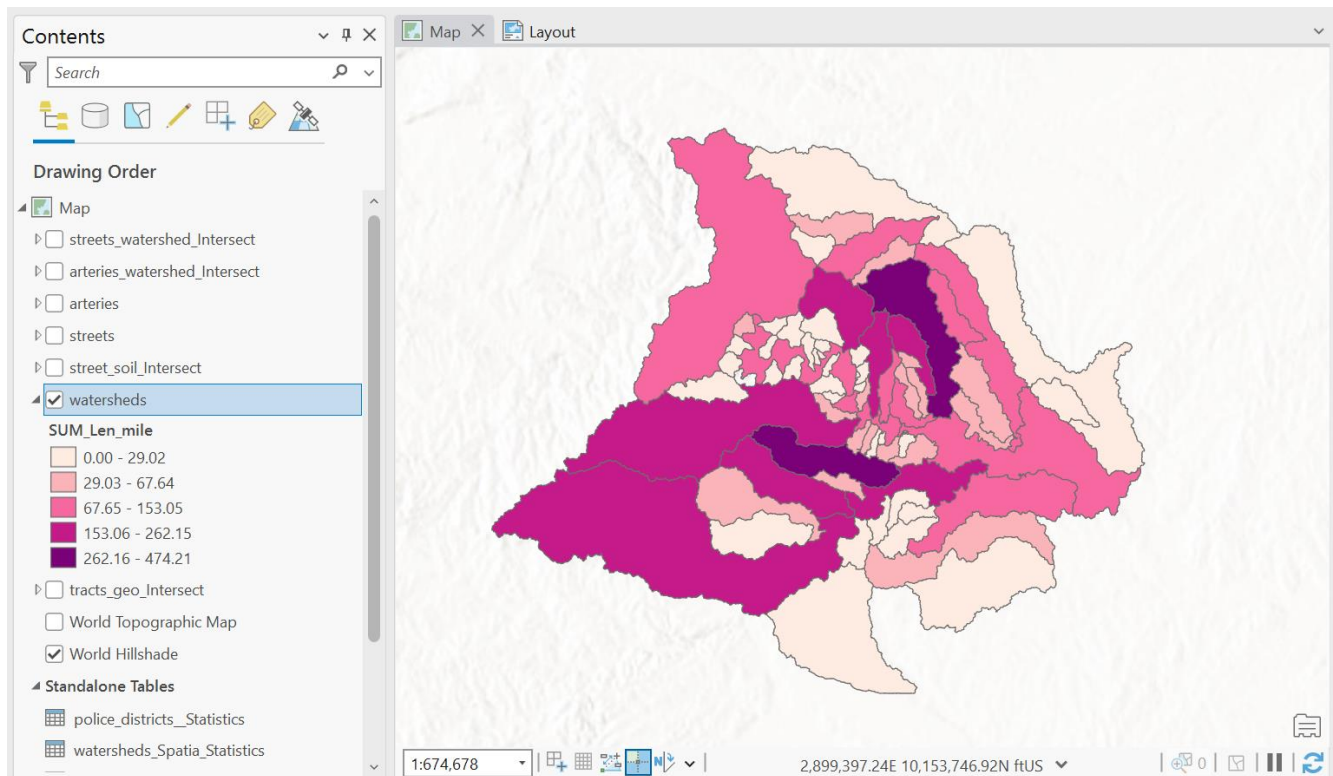 Contents
Map
Layout
Search
Drawing Order
Map
streets_watershed_Intersect
arteries_watershed_Intersect
arteries
streets
street_soil_Intersect
watersheds
SUM_Len_mile
0.00 - 29.02
29.03 - 67.64
67.65 - 153.05
153.06 - 262.15
262.16 - 474.21
tracts_geo_Intersect
World Topographic Map
World Hillshade
Standalone Tables
police_districts__Statistics
watersheds_Spatia_Statistics
1:674,678
N
2,899,397.24E 10,153,746.92N ftUS
0